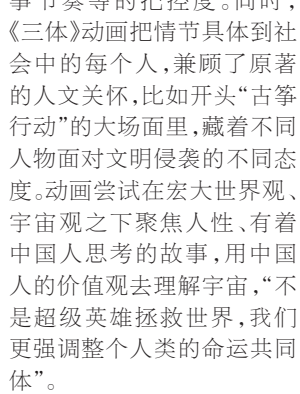 事节奏等的把控度。同时，
《三体》动画把情节具体到社
会中的每个人，兼顾了原著
的人文关怀，比如开头“古筝
行动”的大场面里，藏着不同
人物面对文明侵袭的不同态
度。动画尝试在宏大世界观、
宇宙观之下聚焦人性、有着
中国人思考的故事，用中国
人的价值观去理解宇宙，“不
是超级英雄拯救世界，我们
更强调整个人类的命运共同
体”。